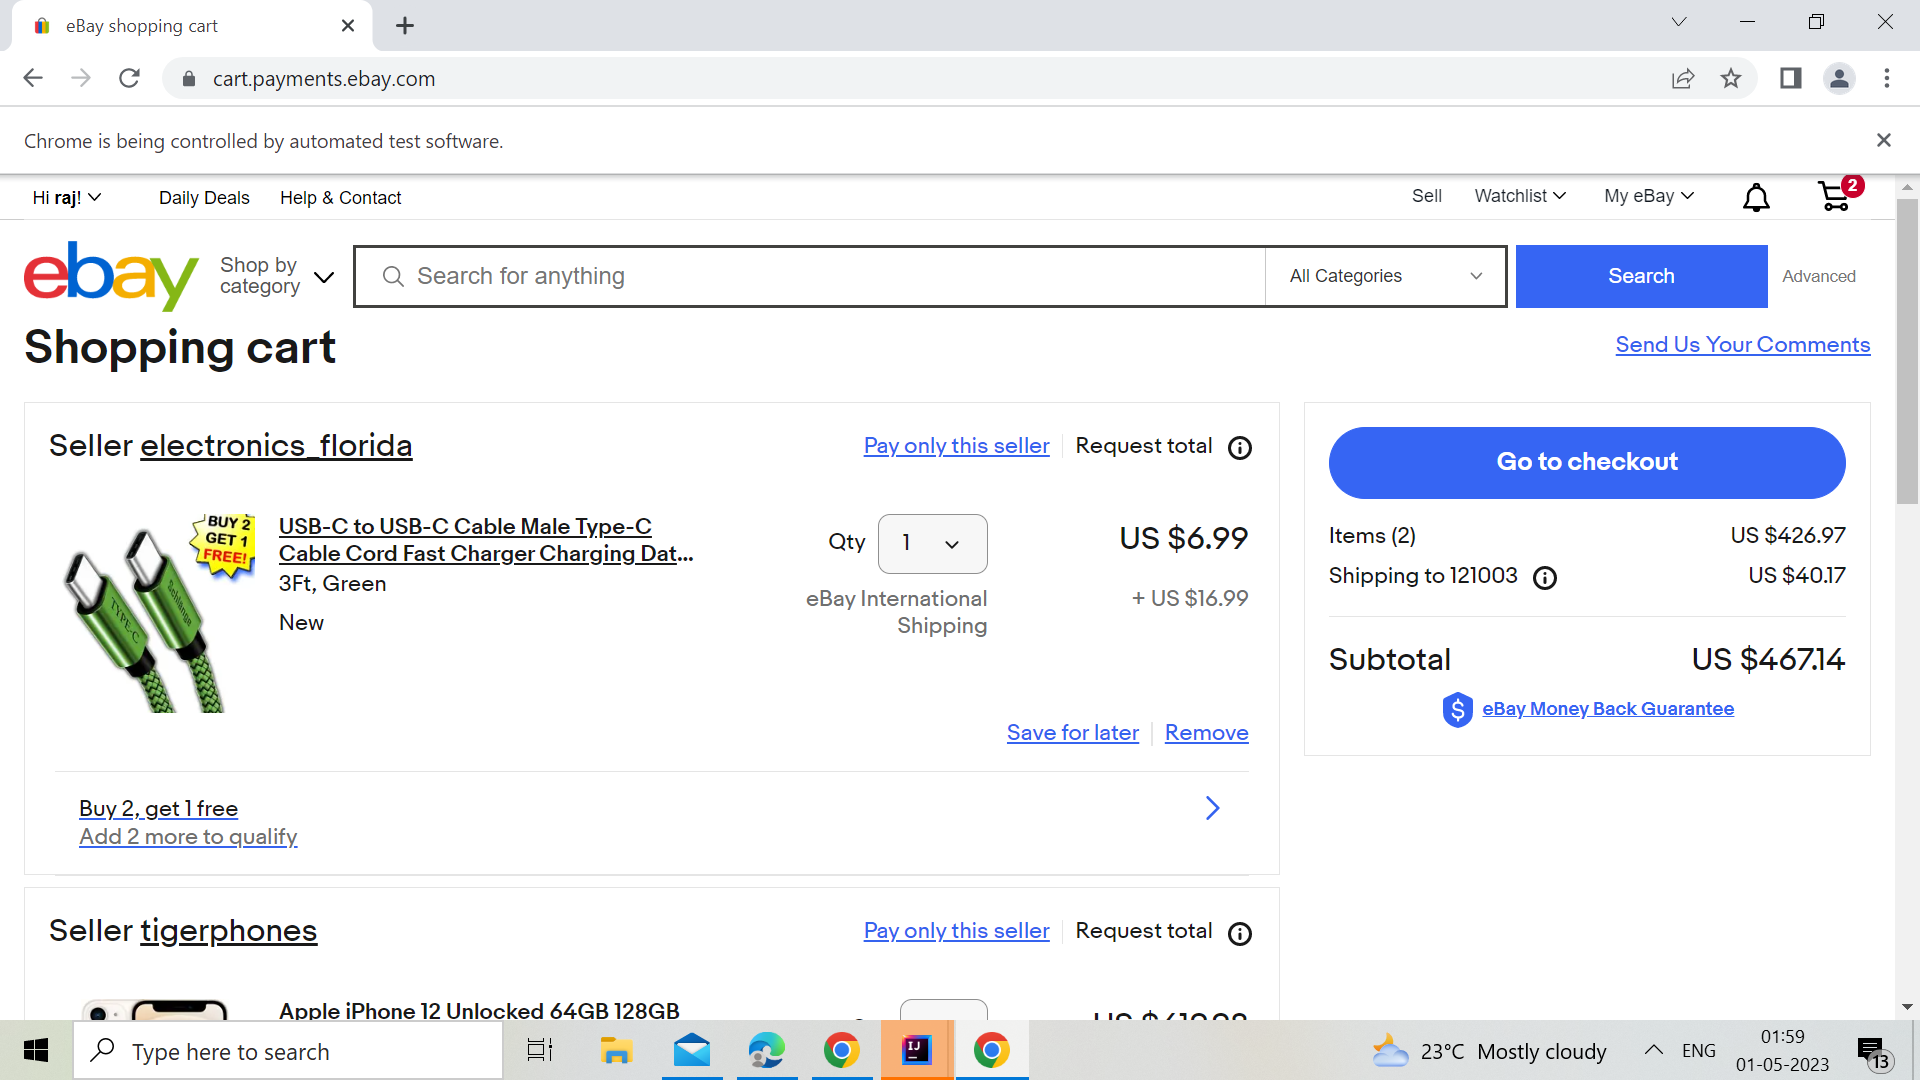 eBay shopping cart
cart.payments.ebay.com
Chrome is being controlled by automated test software.
Hi raj!
Daily Deals
Help & Contact
Sell
Watchlist
My eBay
2
ebay
Shop by
category
Search for anything
All Categories
Search
Advanced
Shopping cart
Send Us Your Comments
Seller electronics_florida
Pay only this seller
Request total
BUY 2
GET 1
FREE!
TYPE-C
Schlange
USB-C to USB-C Cable Male Type-C
Cable Cord Fast Charger Charging Dat...
3Ft, Green
New
Qty
1
US $6.99
eBay International
Shipping
+ US $16.99
Save for later
Remove
Buy 2, get 1 free
Add 2 more to qualify
Go to checkout
Items (2)
US $426.97
Shipping to 121003
US $40.17
Subtotal
US $467.14
eBay Money Back Guarantee
Seller tigerphones
Pay only this seller
Request total
Apple iPhone 12 Unlocked 64GB 128GB
Type here to search
IJ
23°C Mostly cloudy
ENG
01:59
01-05-2023
13